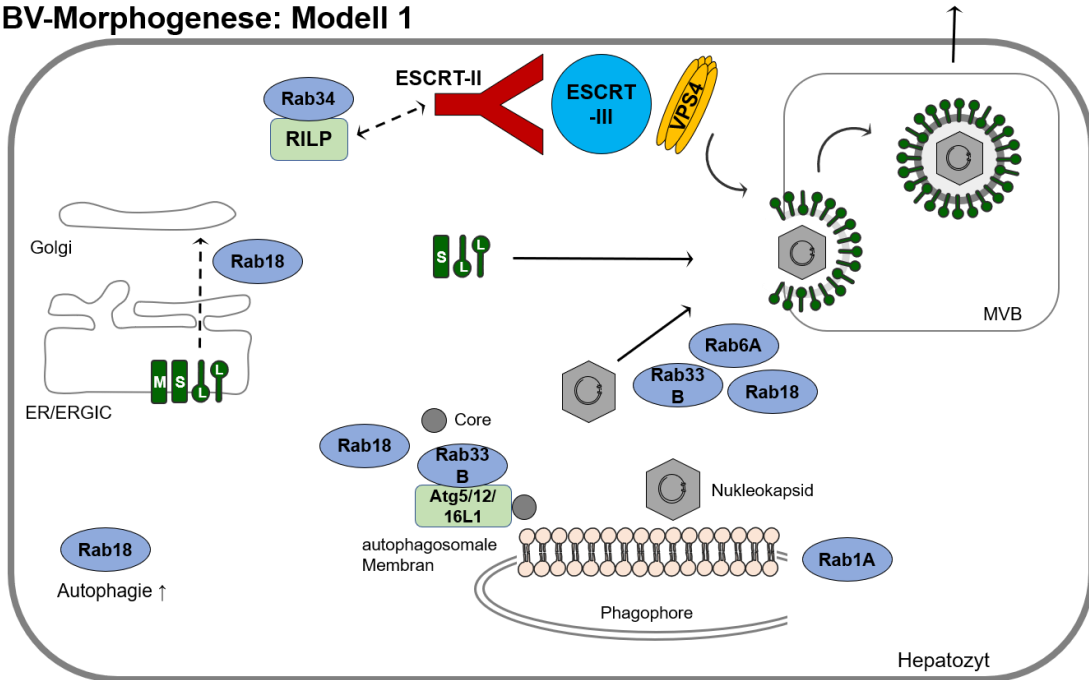 BV-Morphogenese: Modell 1
ESCRT-II
ESCRT
-III
VPS4
Rab34
RILP
Golgi
Rab18
S
L
L
MVB
M
S
L
L
ER/ERGIC
Rab6A
Rab33
B
Rab18
Core
Rab18
Rab33
B
Atg5/12/
16L1
Nukleokapsid
autophagosomale
Membran
Rab18
Autophagie ↑
Rab1A
Phagophore
Hepatozyt